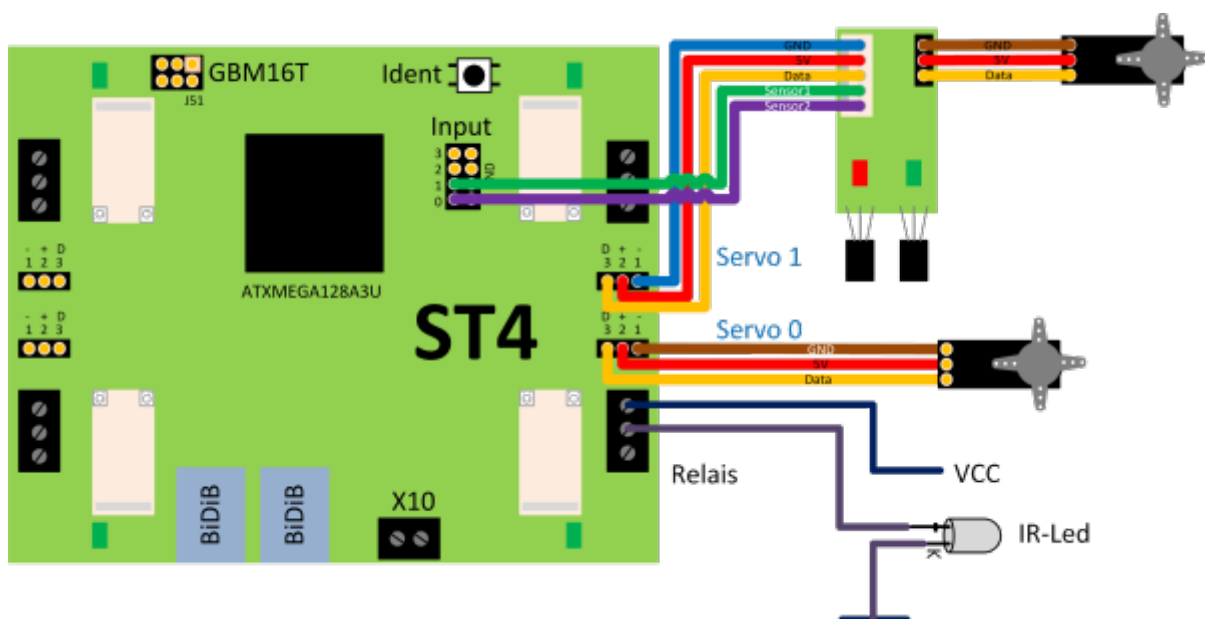 GBM16T
J51
Ident
Input
3
2
1
0
ND
GND
5V
Data
Sensor1
Sensor2
GND
5V
Data
ATXMEGA128A3U
ST4
- + D
1 2 3
- + D
1 2 3
D + -
3 2 1
D + -
3 2 1
Servo 1
Servo 0
GND
5V
Data
Relais
VCC
IR-Led
K
BiDiB
BiDiB
X10